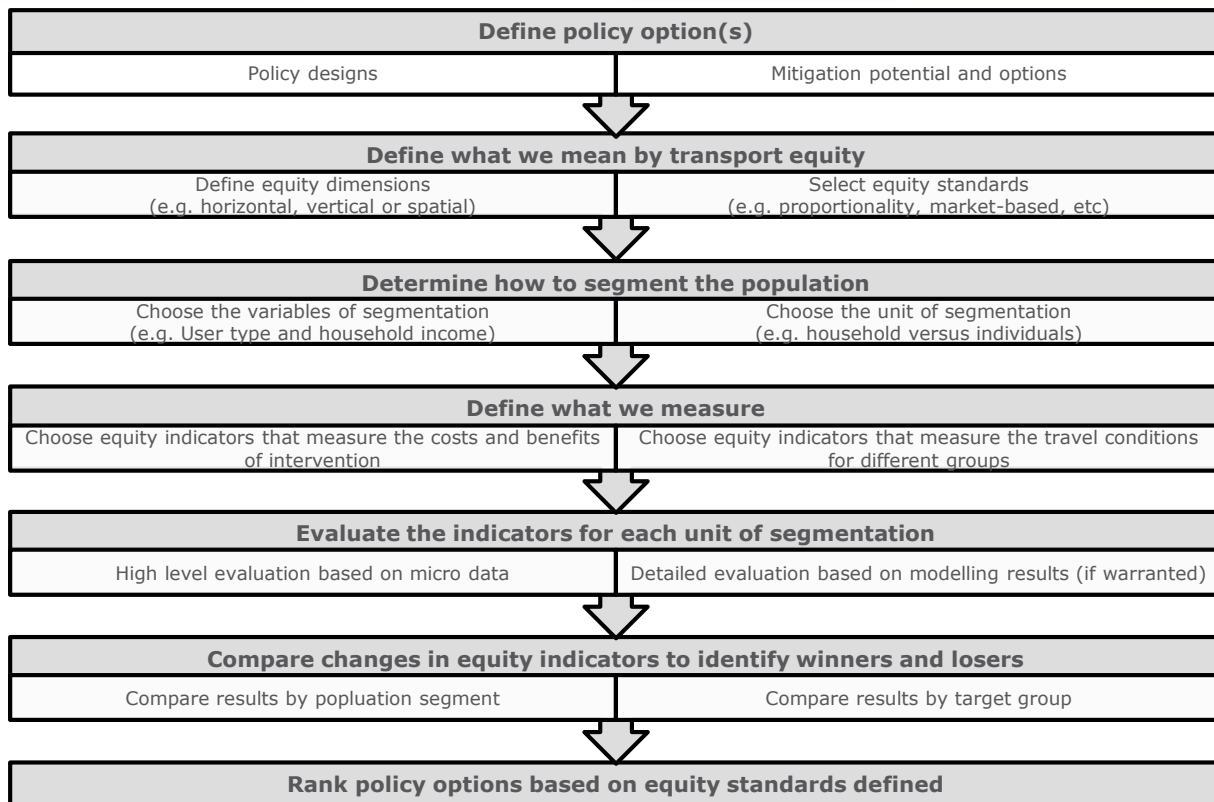 Define policy option(s)
Policy designs
Mitigation potential and options
Define what we mean by transport equity
Define equity dimensions
(e.g. horizontal, vertical or spatial)
Select equity standards
(e.g. proportionality, market-based, etc)
Determine how to segment the population
Choose the variables of segmentation
(e.g. User type and household income)
Choose the unit of segmentation
(e.g. household versus individuals)
Define what we measure
Choose equity indicators that measure the costs and benefits
of intervention
Choose equity indicators that measure the travel conditions
for different groups
Evaluate the indicators for each unit of segmentation
High level evaluation based on micro data
Detailed evaluation based on modelling results (if warranted)
Compare changes in equity indicators to identify winners and losers
Compare results by popluation segment
Compare results by target group
Rank policy options based on equity standards defined